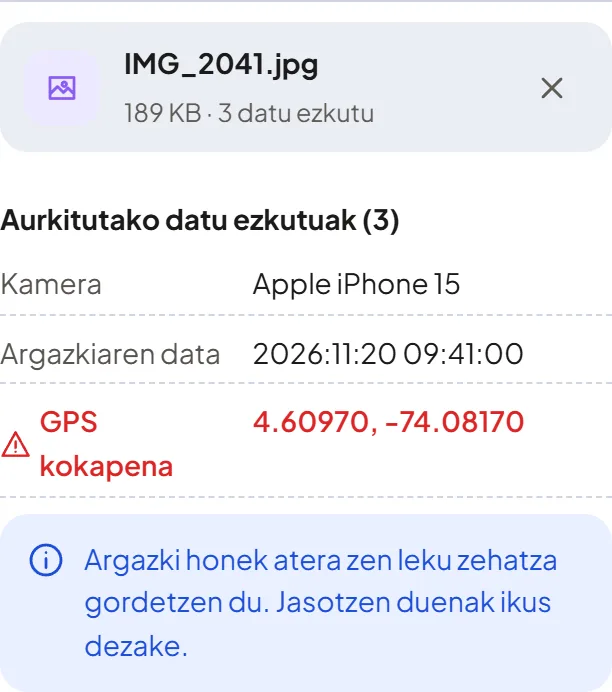 IMG_2041.jpg
189 KB · 3 datu ezkutu
Aurkitutako datu ezkutuak (3)
Kamera Apple iPhone 15
Argazkiaren data 2026:11:20 09:41:00
GPS 4.60970, -74.08170
kokapena
Argazki honek atera zen leku zehatza
gordetzen du. Jasotzen duenak ikus
dezake.